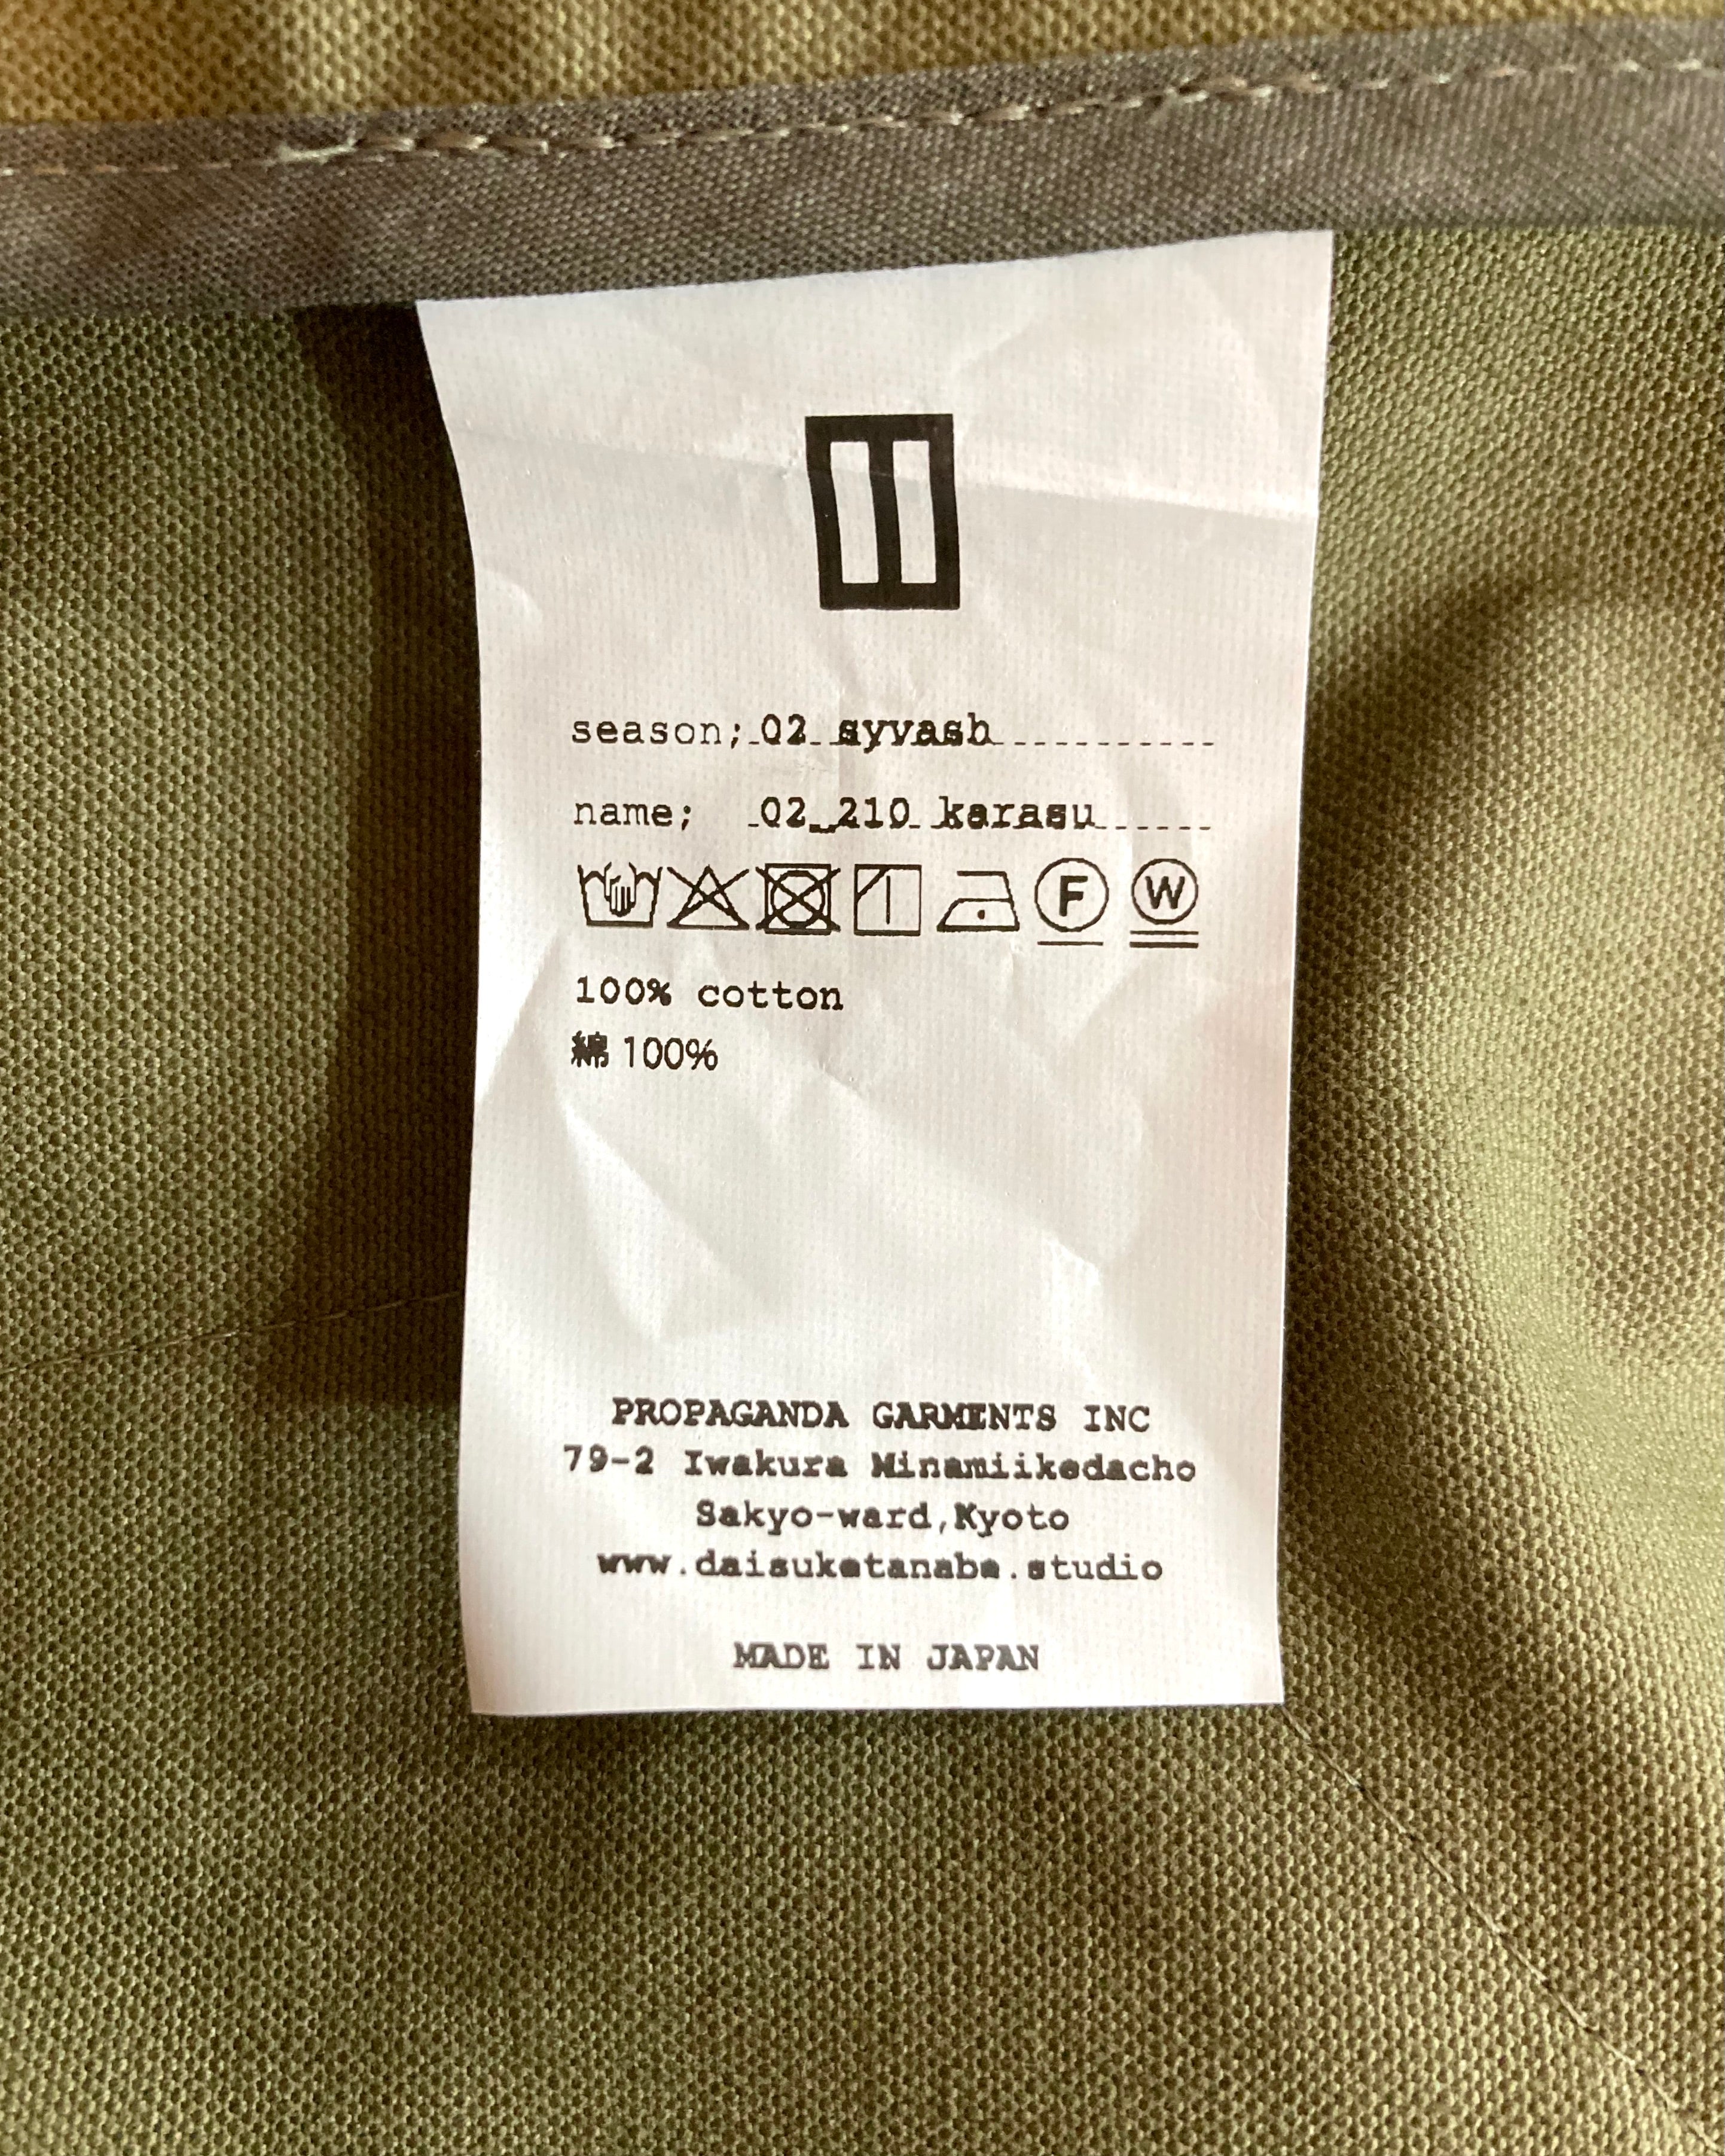 season; 02 syvash
name; 02_210 karasu
F W
100% cotton
綿 100%
PROPAGANDA GARMENTS INC
79-2 Iwakura Minamiikedacho
Sakyo-ward,Kyoto
www.daisuketanabe.studio
MADE IN JAPAN